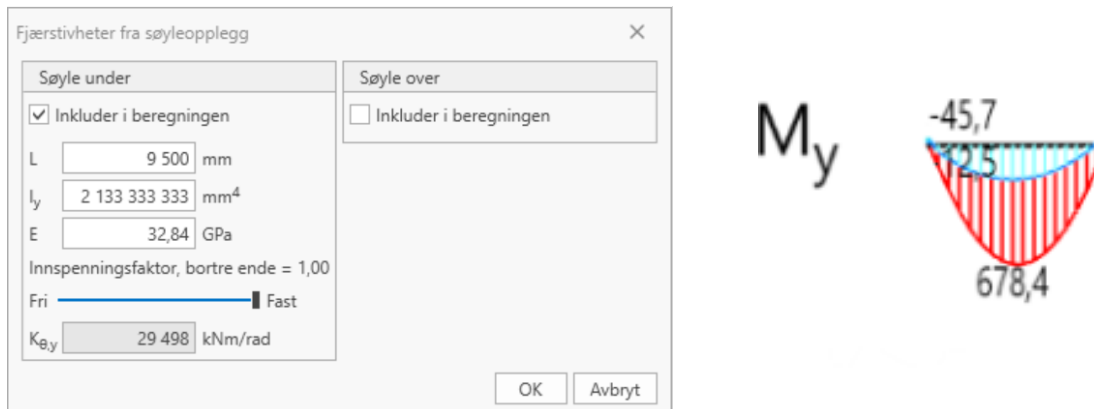 Fjærstivheter fra søyleopplegg
Søyle under
Inkluder i beregningen
L 9 500 mm
Iy 2 133 333 333 mm⁴
E 32,84 GPa
Innspenningsfaktor, bortre ende = 1,00
Fri Fast
Kθ,y 29 498 kNm/rad
Søyle over
Inkluder i beregningen
OK Avbryt
My
-45,7
-12,5
678,4